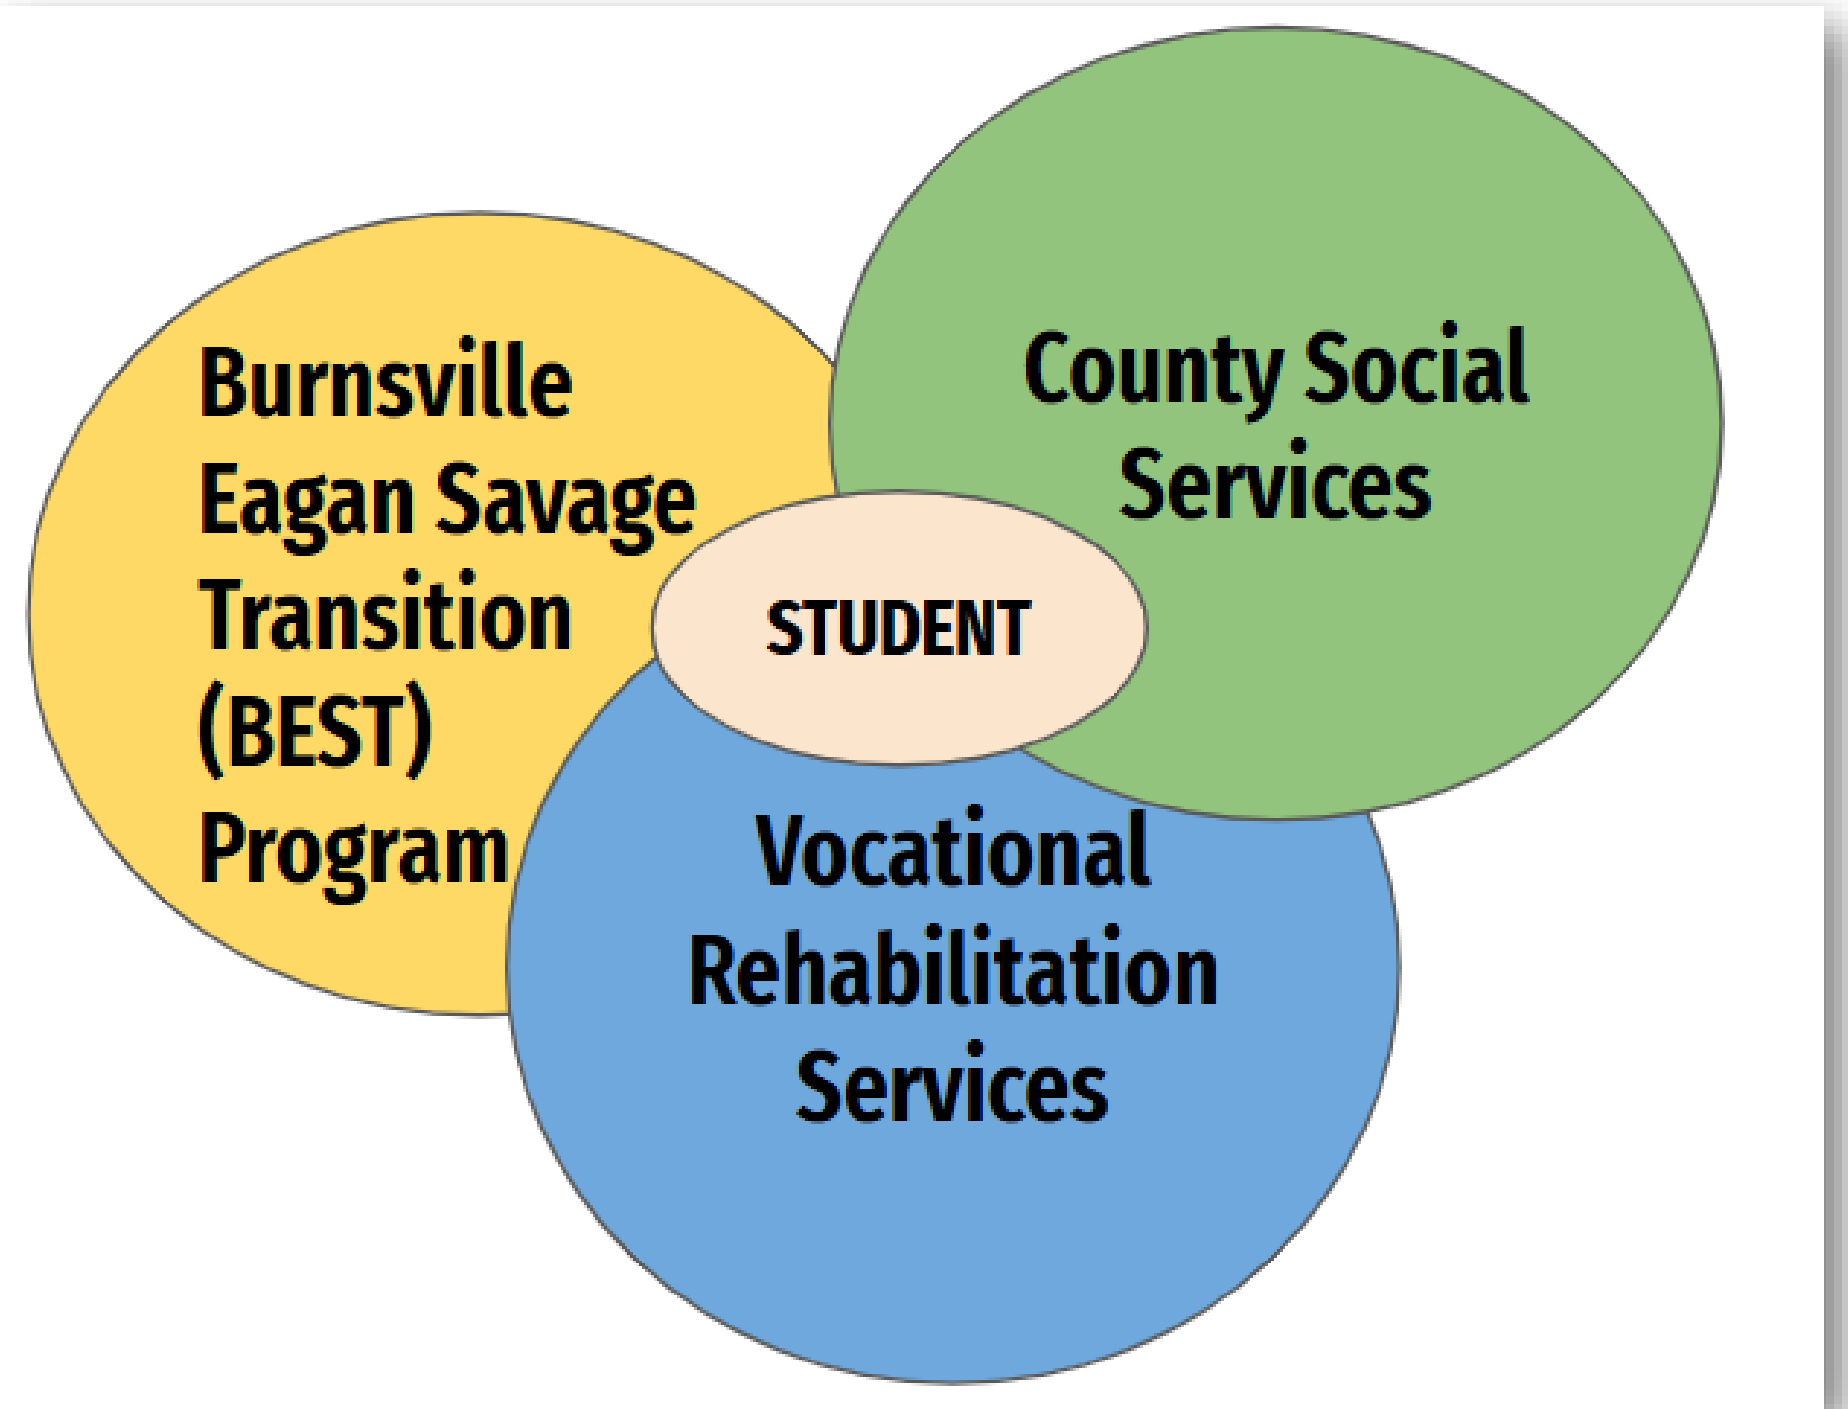 Burnsville
Eagan Savage
Transition
(BEST)
Program
County Social
Services
STUDENT
Vocational
Rehabilitation
Services